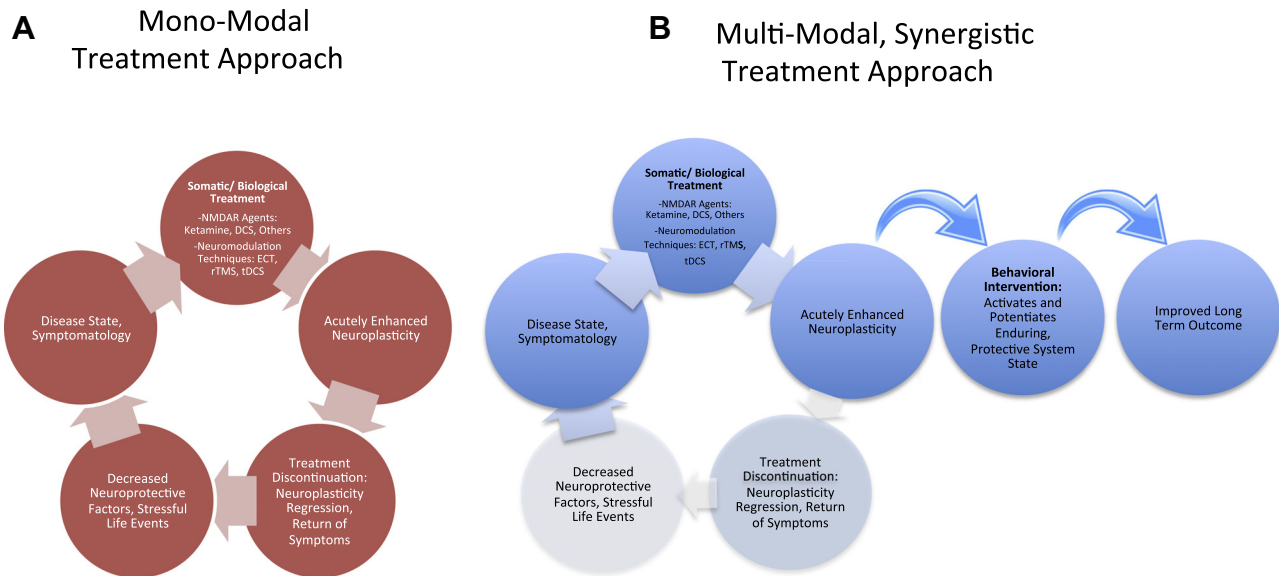 A
Mono-Modal
Treatment Approach
Somatic/ Biological
Treatment
-NMDAR Agents:
Ketamine, DCS, Others
-Neuromodulation
Techniques: ECT,
rTMS, tDCS
Acutely Enhanced
Neuroplasticity
Treatment
Discontinuation:
Neuroplasticity
Regression,
Return of
Symptoms
Decreased
Neuroprotective
Factors, Stressful
Life Events
Disease State,
Symptomatology
B
Multi-Modal, Synergistic
Treatment Approach
Somatic/ Biological
Treatment
-NMDAR Agents:
Ketamine, DCS, Others
-Neuromodulation
Techniques: ECT, rTMS,
tDCS
Acutely Enhanced
Neuroplasticity
Behavioral
Intervention:
Activates and
Potentiates
Enduring,
Protective System
State
Improved Long
Term Outcome
Treatment
Discontinuation:
Neuroplasticity
Regression, Return
of Symptoms
Decreased
Neuroprotective
Factors, Stressful
Life Events
Disease State,
Symptomatology